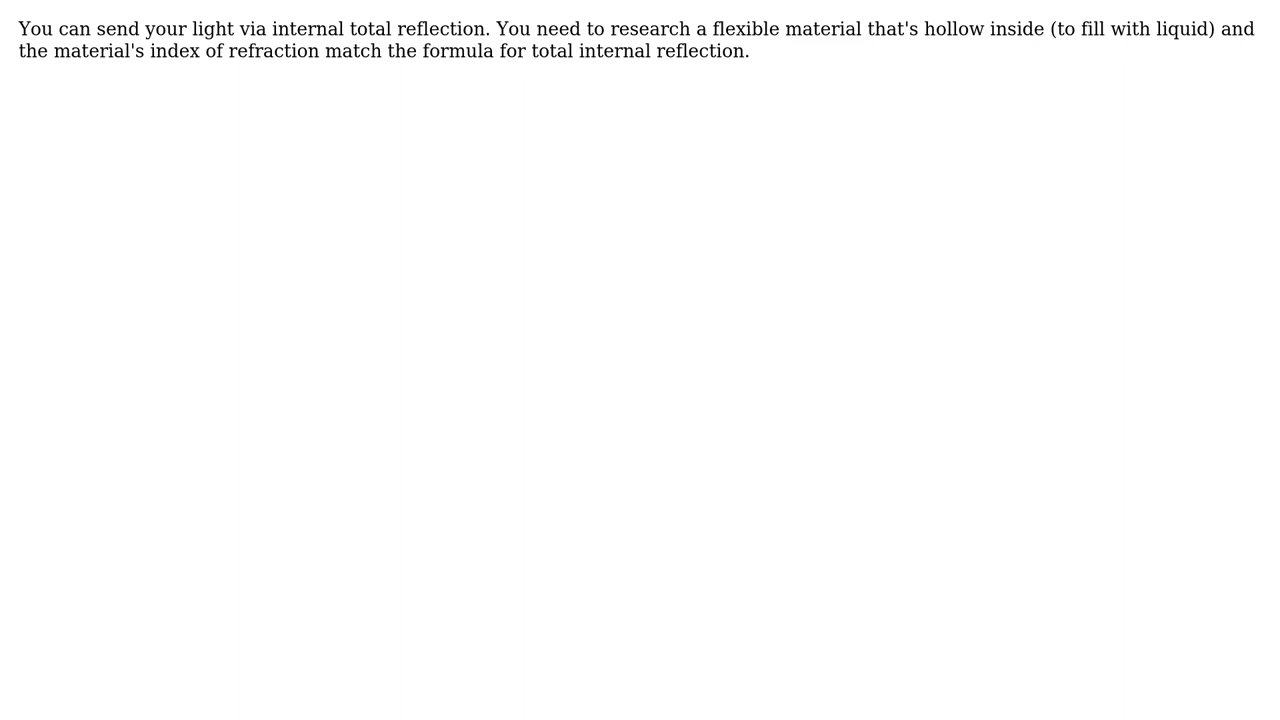 You can send your light via internal total reflection. You need to research a flexible material that's hollow inside (to fill with liquid) and
the material's index of refraction match the formula for total internal reflection.